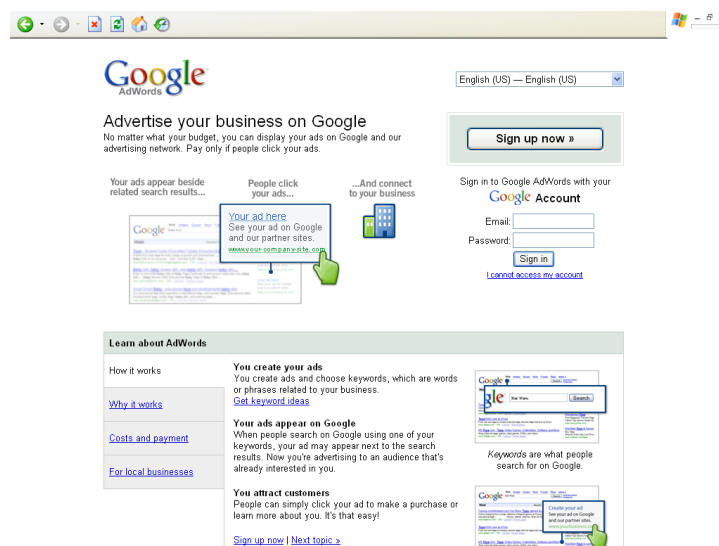 Google
AdWords
English (US) — English (US)
Advertise your business on Google
No matter what your budget, you can display your ads on Google and our
advertising network. Pay only if people click your ads.
Sign up now »
Your ads appear beside
related search results...
People click
your ads...
...And connect
to your business
Google
Your ad here
See your ad on Google
and our partner sites.
www.your-company-site.com
Sign in to Google AdWords with your
Google Account
Email:
Password:
Sign in
I cannot access my account
Learn about AdWords
How it works
Why it works
Costs and payment
For local businesses
You create your ads
You create ads and choose keywords, which are words
or phrases related to your business.
Get keyword ideas
Your ads appear on Google
When people search on Google using one of your
keywords, your ad may appear next to the search
results. Now you're advertising to an audience that's
already interested in you.
You attract customers
People can simply click your ad to make a purchase or
learn more about you. It's that easy!
Sign up now | Next topic »
Google
gle
Star Wars
Search
Keywords are what people
search for on Google.
Google
Create your ad
See your ad on Google
and our partner sites.
www.yourbusiness.com